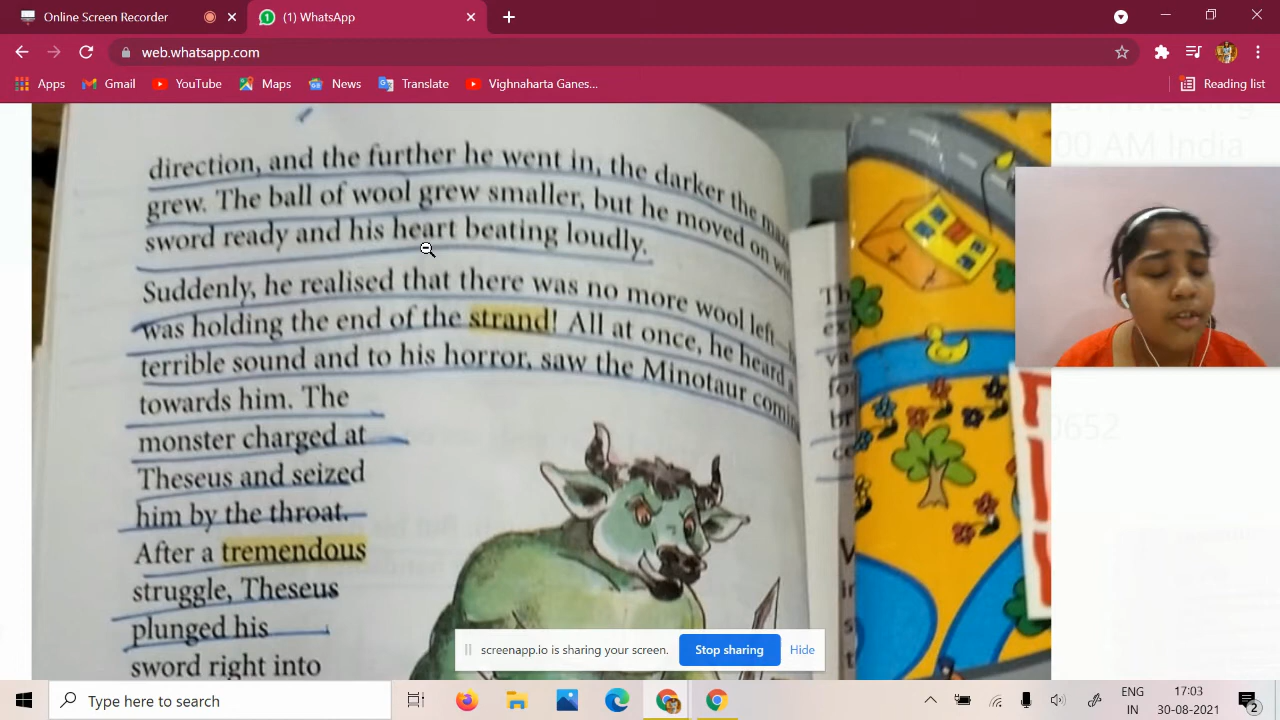 Online Screen Recorder
(1) WhatsApp
web.whatsapp.com
Apps
Gmail
YouTube
Maps
News
Translate
Vighnaharta Ganes...
Reading list
00 AM India
direction, and the further he went in, the darker the
grew. The ball of wool grew smaller, but he moved on
sword ready and his heart beating loudly.
Suddenly, he realised that there was no more wool left
was holding the end of the strand! All at once, he heard a
terrible sound and to his horror, saw the Minotaur
towards him. The
monster charged at
Theseus and seized
him by the throat.
After a tremendous
struggle, Theseus
plunged his
sword right into
0652
screenapp.io is sharing your screen.
Stop sharing
Hide
Type here to search
ENG
IN
17:03
30-08-2021
2